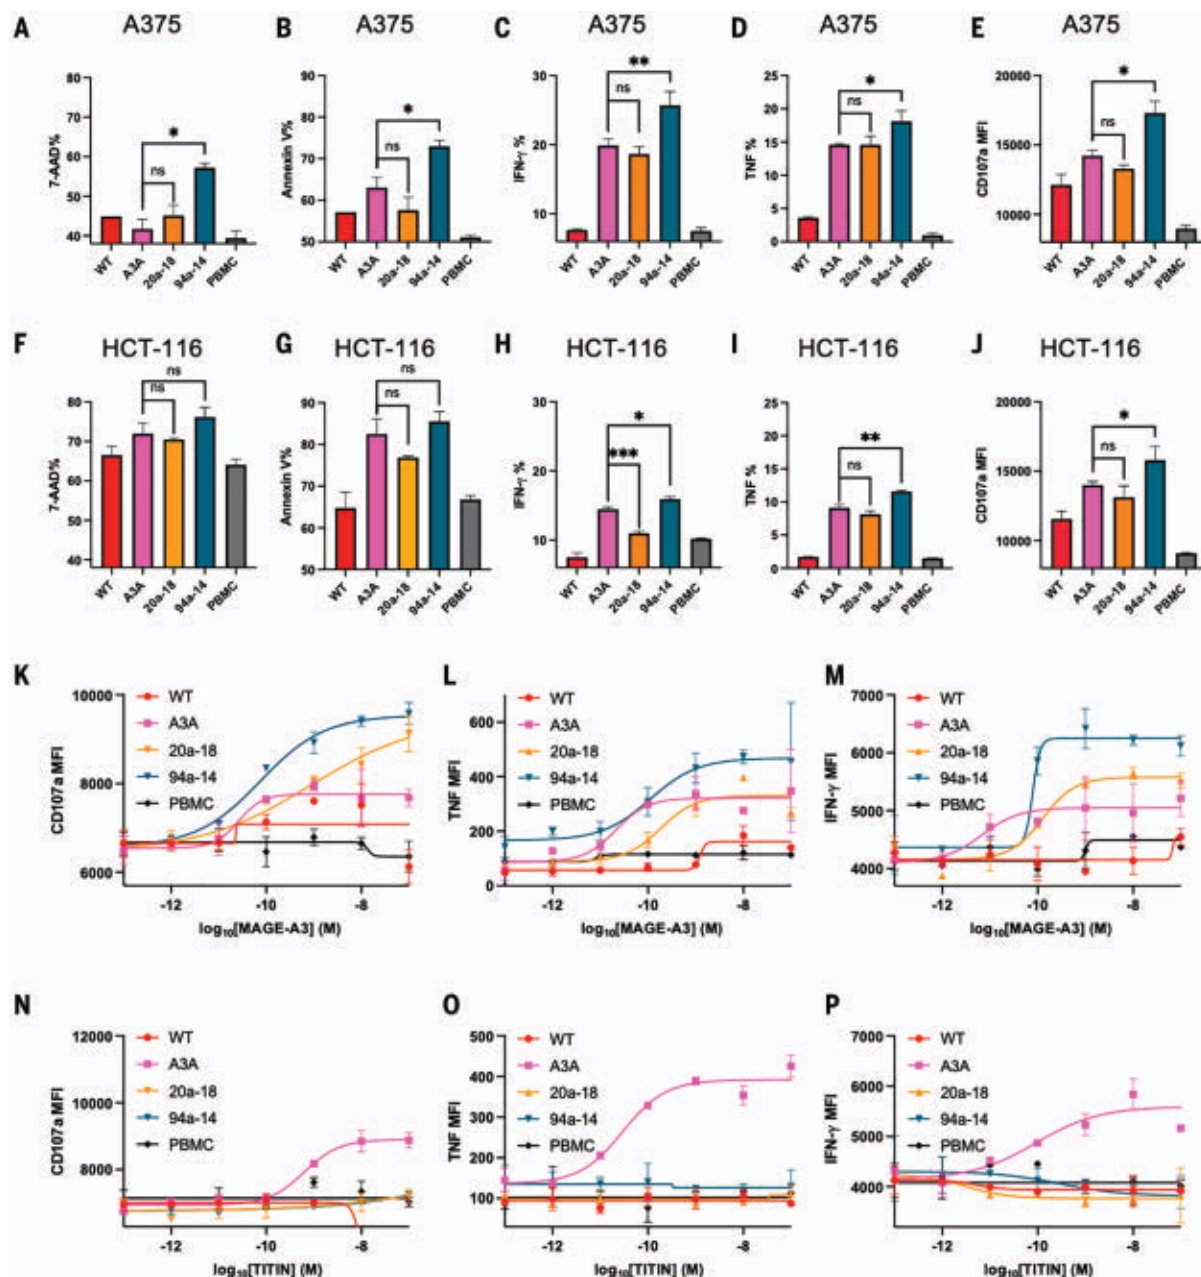 A A375
7-AAD%
80
70
60
50
40
*
ns
WT A3A 20a-18 94a-14 PBMC
B A375
Annexin V%
90
80
70
60
50
*
ns
WT A3A 20a-18 94a-14 PBMC
C A375
IFN-γ %
30
20
10
**
ns
WT A3A 20a-18 94a-14 PBMC
D A375
TNF %
25
20
15
10
5
0
*
ns
WT A3A 20a-18 94a-14 PBMC
E A375
CD107a MFI
20000
15000
10000
*
ns
WT A3A 20a-18 94a-14 PBMC
F HCT-116
7-AAD%
80
70
60
50
40
ns
ns
WT A3A 20a-18 94a-14 PBMC
G HCT-116
Annexin V%
90
80
70
60
50
ns
ns
WT A3A 20a-18 94a-14 PBMC
H HCT-116
IFN-γ %
30
20
10
*
***
WT A3A 20a-18 94a-14 PBMC
I HCT-116
TNF %
25
20
15
10
5
0
**
ns
WT A3A 20a-18 94a-14 PBMC
J HCT-116
CD107a MFI
20000
15000
10000
*
ns
WT A3A 20a-18 94a-14 PBMC
K
CD107a MFI
10000
8000
6000
WT
A3A
20a-18
94a-14
PBMC
-12 -10 -8
log10[MAGE-A3] (M)
L
TNF MFI
600
400
200
0
WT
A3A
20a-18
94a-14
PBMC
-12 -10 -8
log10[MAGE-A3] (M)
M
IFN-γ MFI
7000
6000
5000
4000
WT
A3A
20a-18
94a-14
PBMC
-12 -10 -8
log10[MAGE-A3] (M)
N
CD107a MFI
12000
10000
8000
WT
A3A
20a-18
94a-14
PBMC
-12 -10 -8
log10[TITIN] (M)
O
TNF MFI
500
400
300
200
100
WT
A3A
20a-18
94a-14
PBMC
-12 -10 -8
log10[TITIN] (M)
P
IFN-γ MFI
7000
6000
5000
4000
WT
A3A
20a-18
94a-14
PBMC
-12 -10 -8
log10[TITIN] (M)